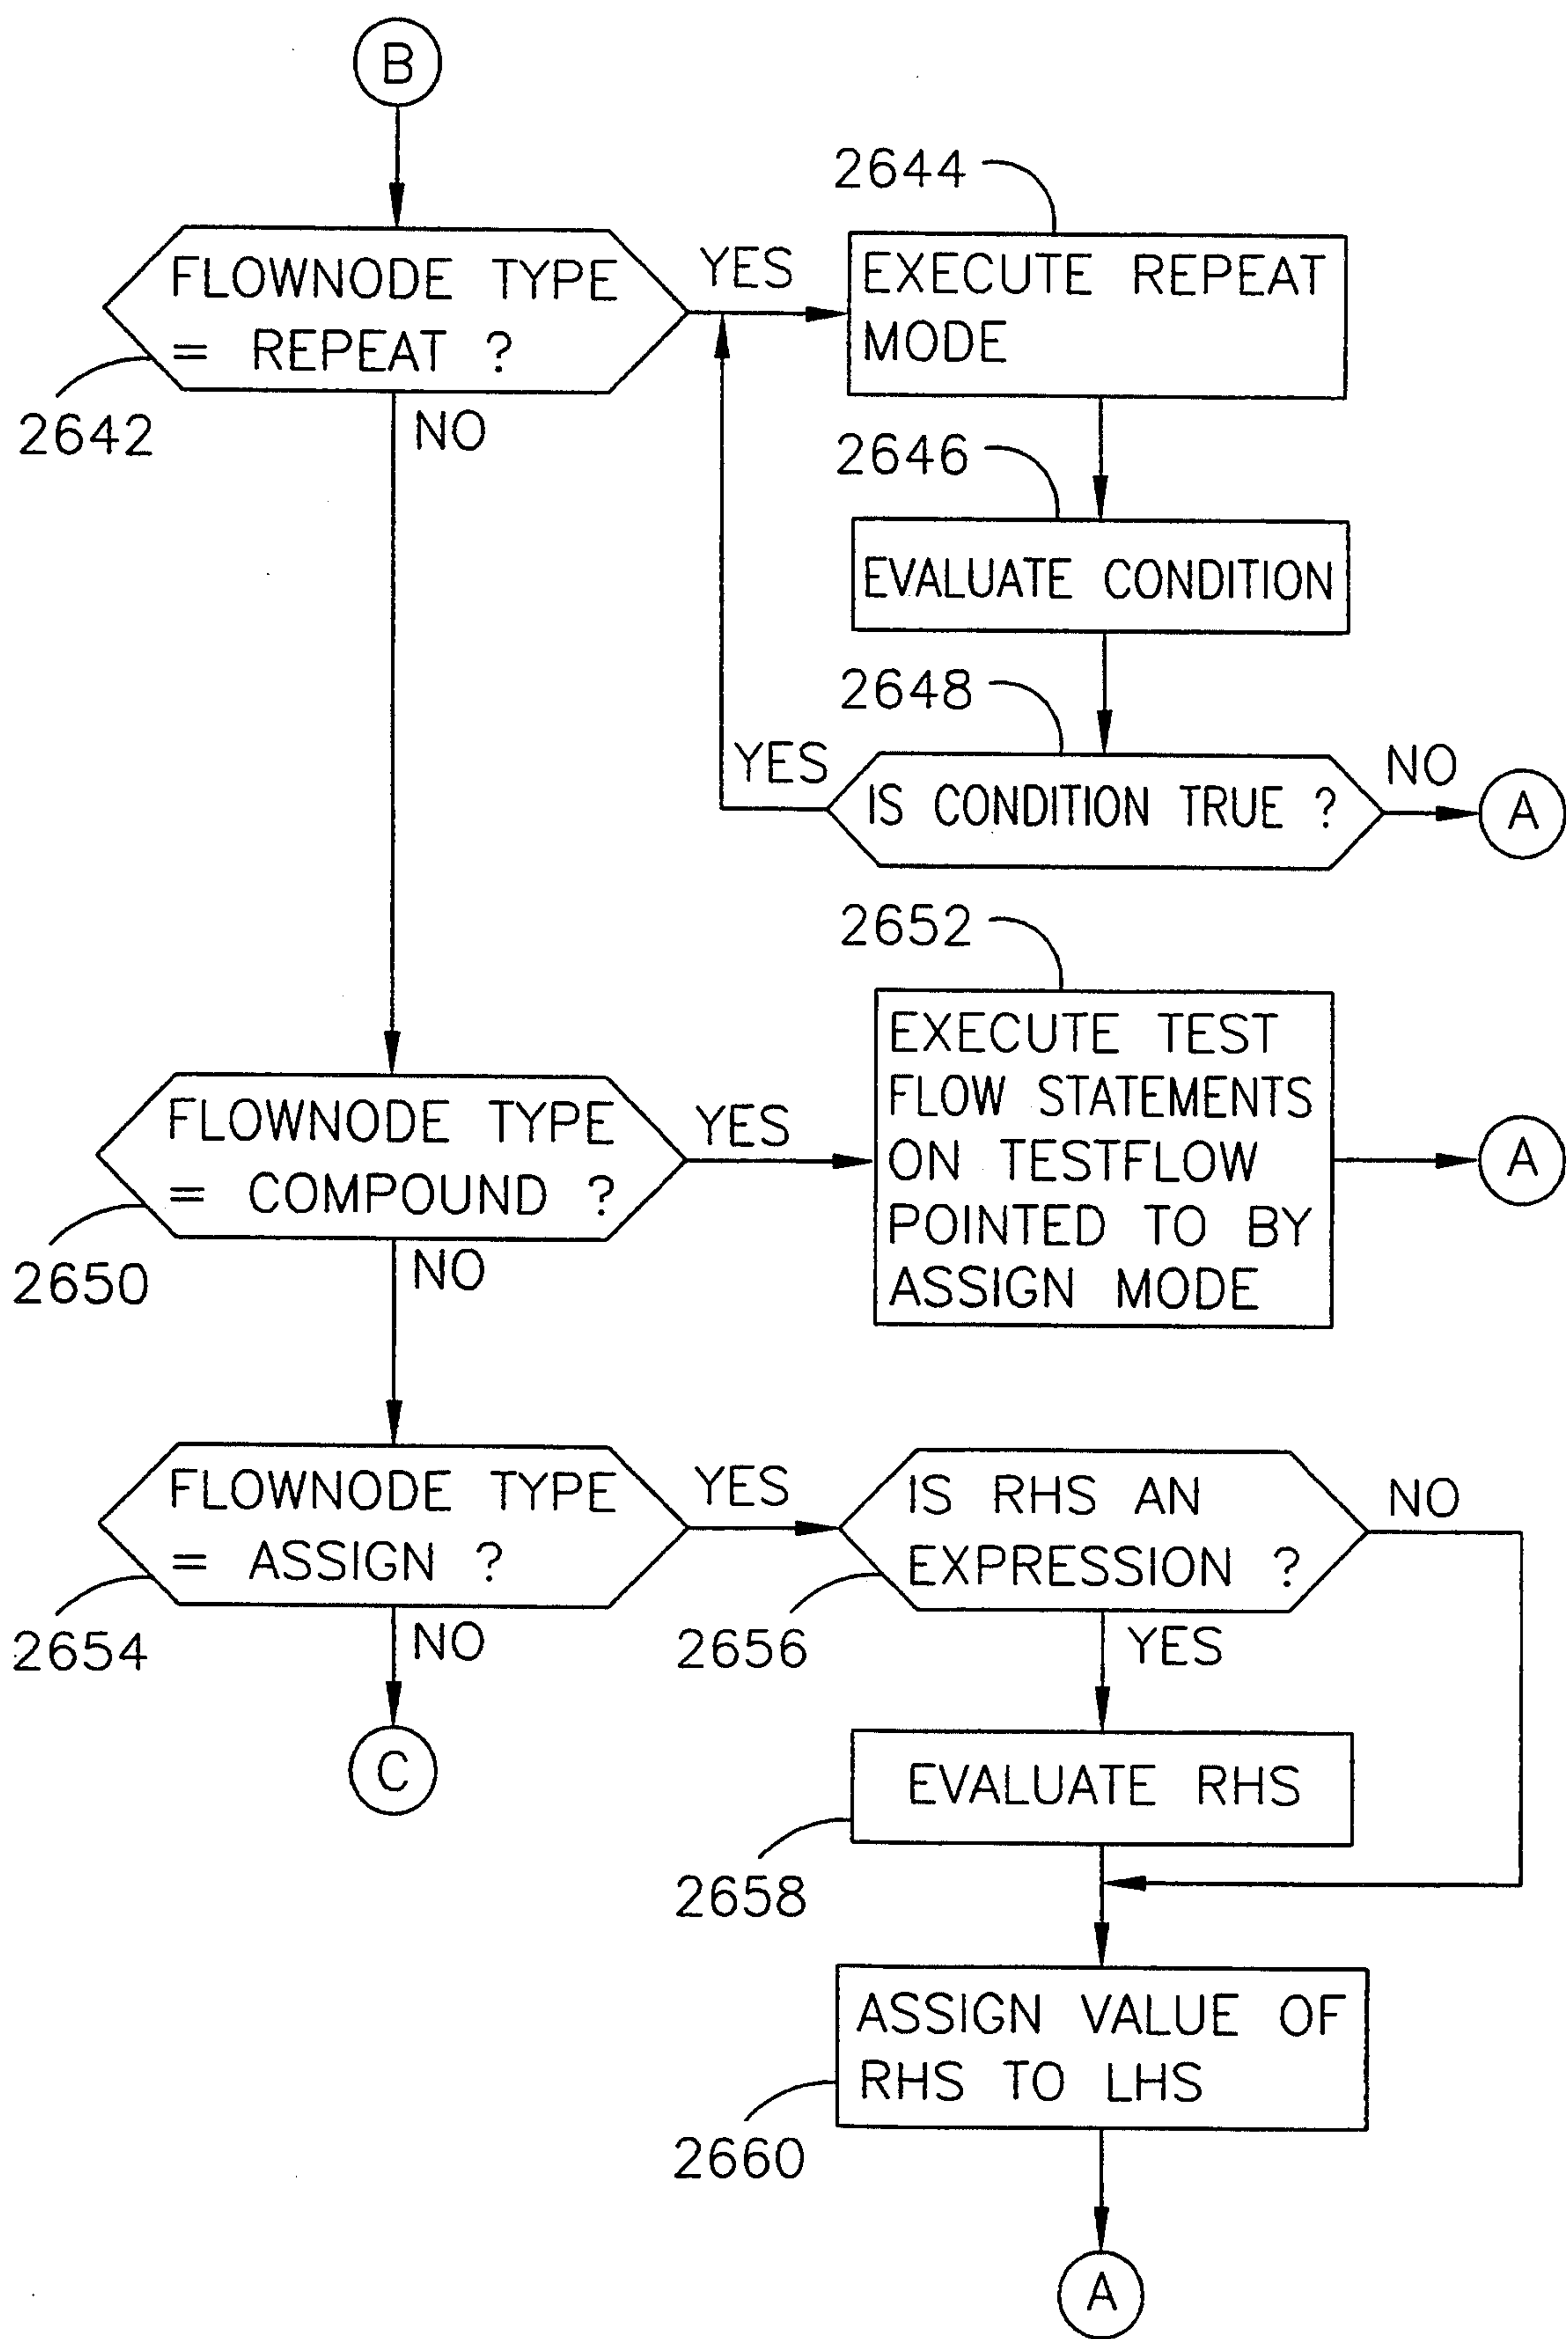 B
2644
FLOWNODE TYPE
= REPEAT ?
YES
EXECUTE REPEAT
MODE
2642
NO
2646
EVALUATE CONDITION
2648
YES
IS CONDITION TRUE ?
NO
A
2652
FLOWNODE TYPE
= COMPOUND ?
YES
EXECUTE TEST
FLOW STATEMENTS
ON TESTFLOW
POINTED TO BY
ASSIGN MODE
A
2650
NO
FLOWNODE TYPE
= ASSIGN ?
YES
IS RHS AN
EXPRESSION ?
NO
2654
NO
2656
YES
C
EVALUATE RHS
2658
ASSIGN VALUE OF
RHS TO LHS
2660
A